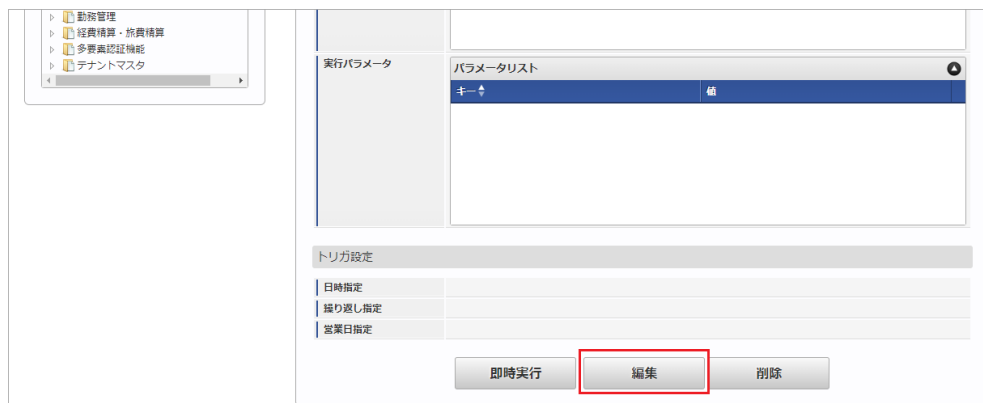 勤務管理
経費精算・旅費精算
多要素認証機能
テナントマスタ
実行パラメータ
パラメータリスト
キー
値
トリガ設定
日時指定
繰り返し指定
営業日指定
即時実行
編集
削除